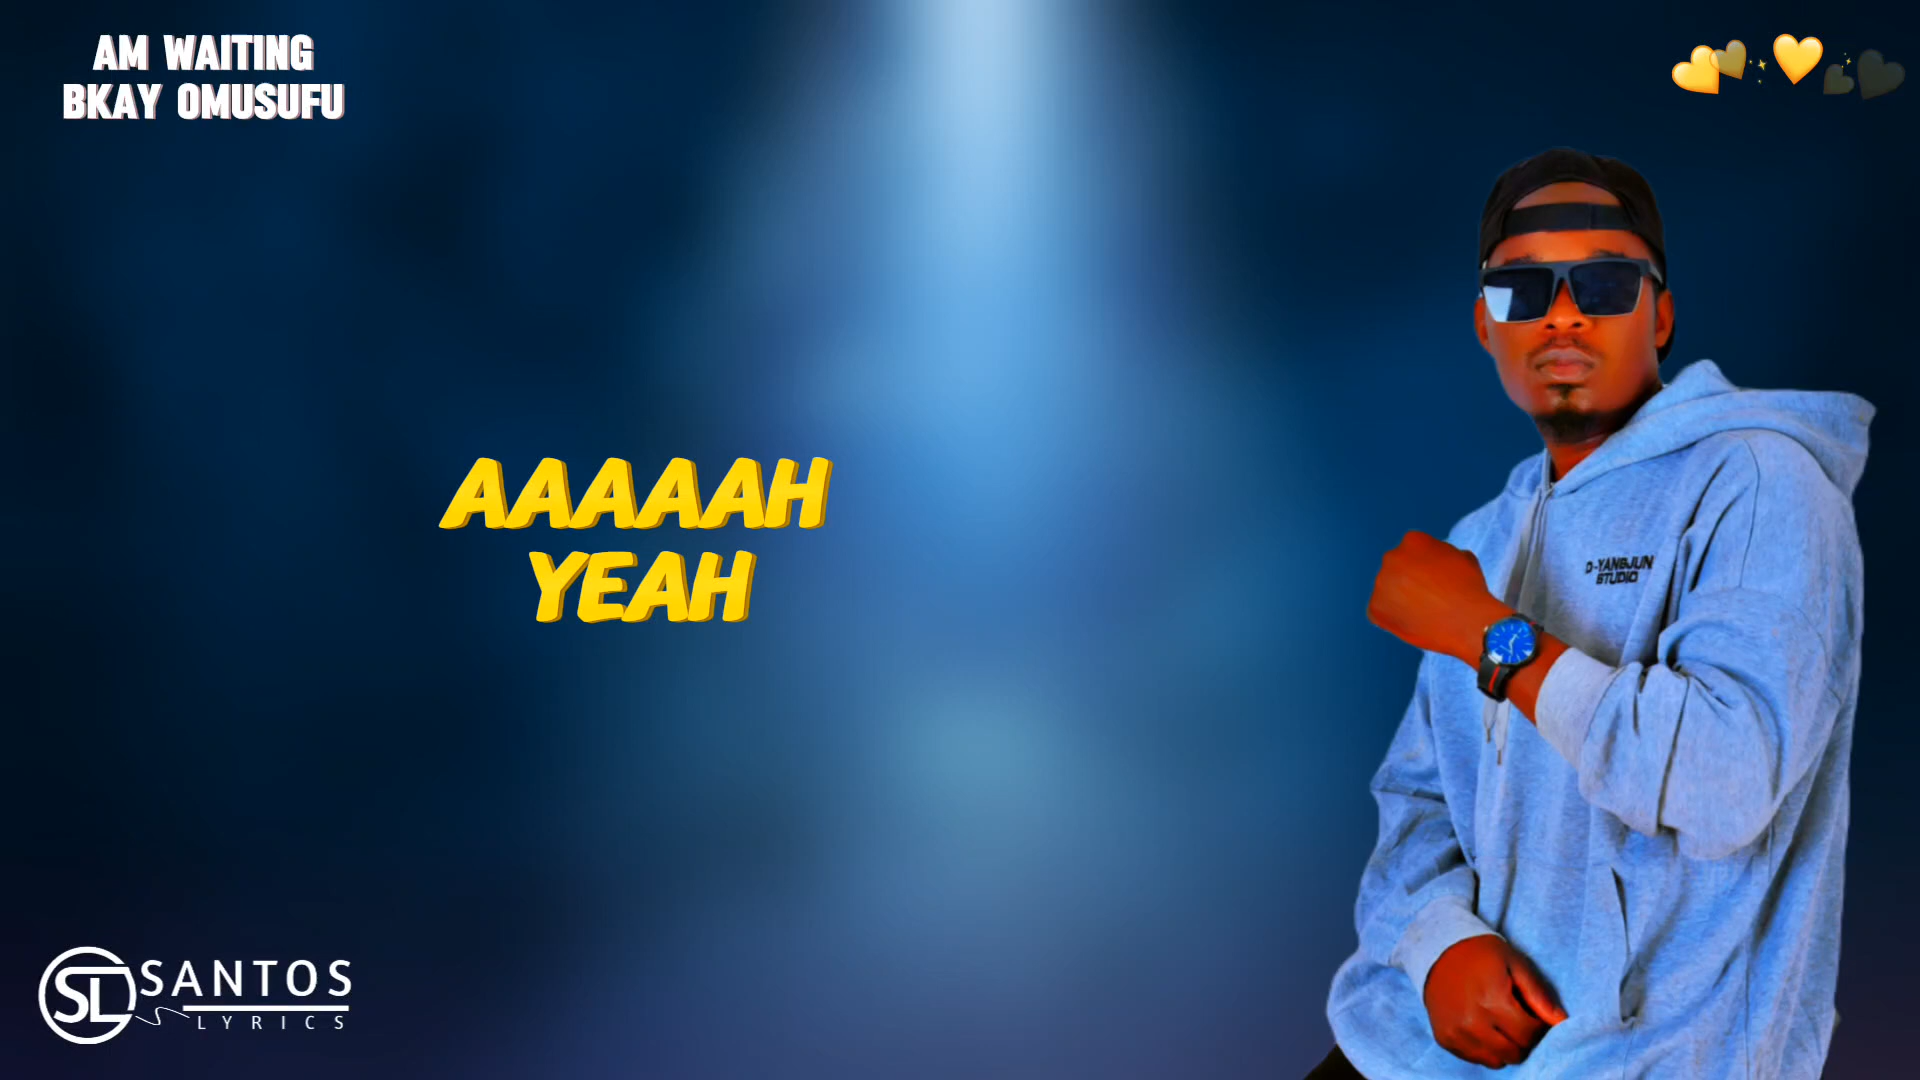 AM WAITING
BKAY OMUSUFU
AAAAAH
YEAH
D-YANGJUN
STUDIO
SL
SANTOS
LYRICS